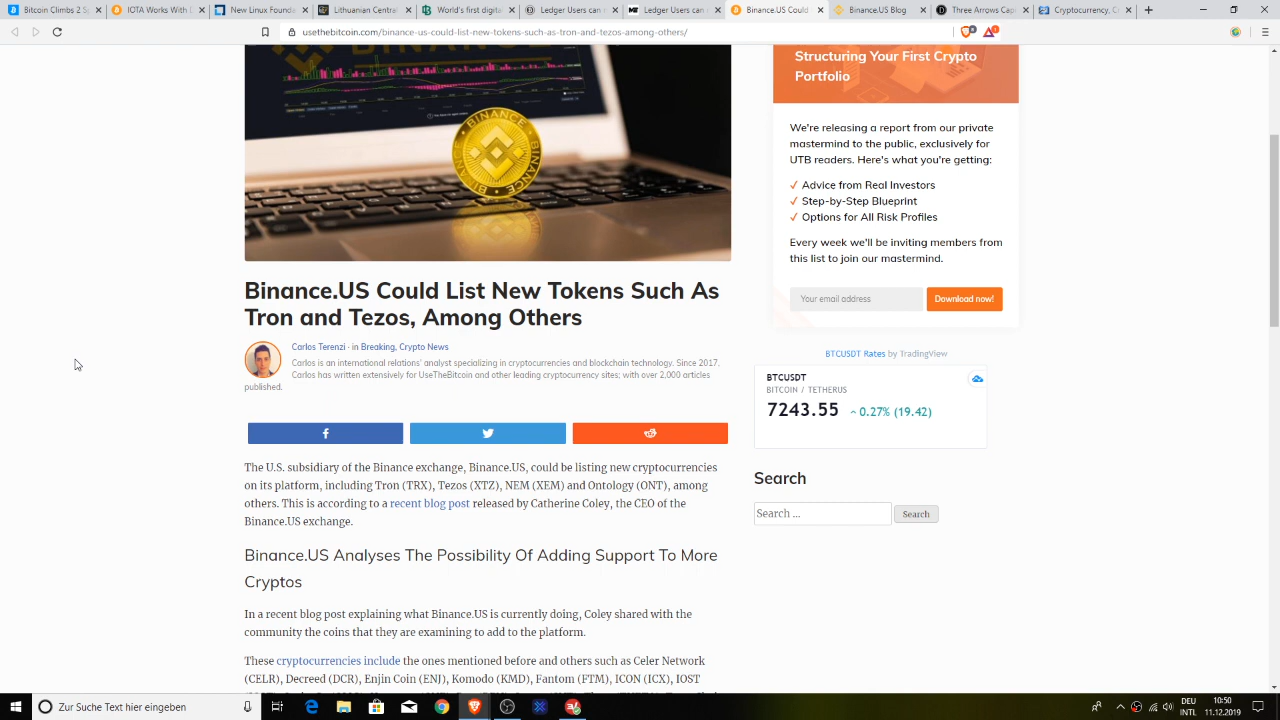 Bitcoin Climbs 2 S
IOTA Works With D
New Linux Founda
Lithuanian Central
World's first digita
Ledger Users can
Ledger users can
Binance.US Could
Binance.US Blog
Three Arrows Cap
Cryptocurrency, C
usethebitcoin.com/binance-us-could-list-new-tokens-such-as-tron-and-tezos-among-others/
BINANCE
Structuring Your First Crypto
Portfolio
We're releasing a report from our private
mastermind to the public, exclusively for
UTB readers. Here's what you're getting:
✓ Advice from Real Investors
✓ Step-by-Step Blueprint
✓ Options for All Risk Profiles
Every week we'll be inviting members from
this list to join our mastermind.
Your email address
Download now!
Binance.US Could List New Tokens Such As
Tron and Tezos, Among Others
Carlos Terenzi · in Breaking, Crypto News
Carlos is an international relations' analyst specializing in cryptocurrencies and blockchain technology. Since 2017,
Carlos has written extensively for UseTheBitcoin and other leading cryptocurrency sites; with over 2,000 articles
published.
BTCUSDT Rates by TradingView
BTCUSDT
BITCOIN / TETHERUS
7243.55 0.27% (19.42)
Search
Search ...
Search
The U.S. subsidiary of the Binance exchange, Binance.US, could be listing new cryptocurrencies
on its platform, including Tron (TRX), Tezos (XTZ), NEM (XEM) and Ontology (ONT), among
others. This is according to a recent blog post released by Catherine Coley, the CEO of the
Binance.US exchange.
Binance.US Analyses The Possibility Of Adding Support To More
Cryptos
In a recent blog post explaining what Binance.US is currently doing, Coley shared with the
community the coins that they are examining to add to the platform.
These cryptocurrencies include the ones mentioned before and others such as Celer Network
(CELR), Decreed (DCR), Enjin Coin (ENJ), Komodo (KMD), Fantom (FTM), ICON (ICX), IOST
Zur Suche Text hier eingeben
DEU
INTL
10:50
11.12.2019